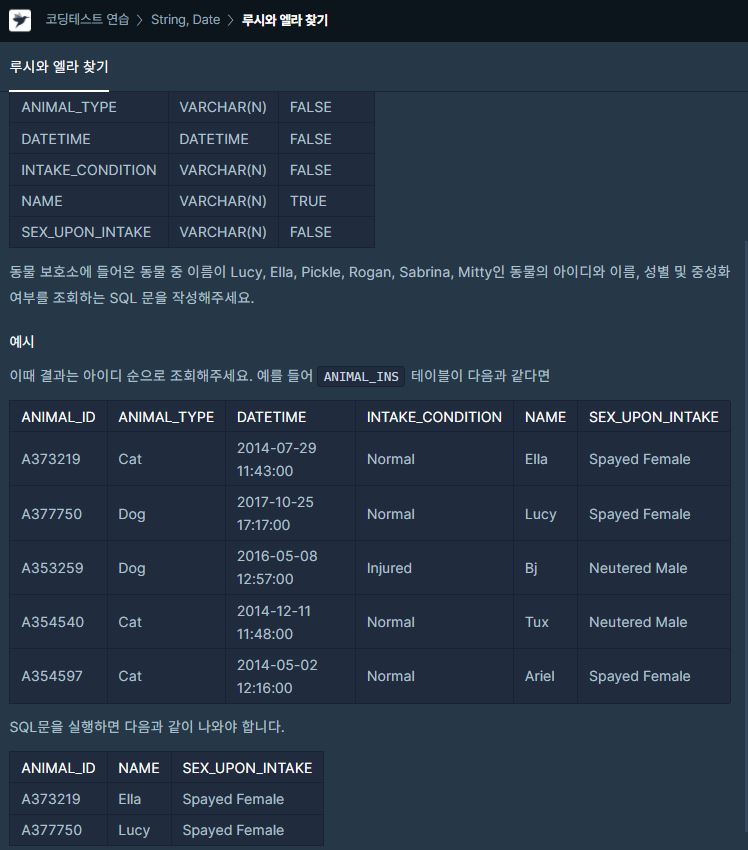 코딩테스트 연습 > String, Date > 루시와 엘라 찾기
루시와 엘라 찾기
ANIMAL_TYPE VARCHAR(N) FALSE
DATETIME DATETIME FALSE
INTAKE_CONDITION VARCHAR(N) FALSE
NAME VARCHAR(N) TRUE
SEX_UPON_INTAKE VARCHAR(N) FALSE
동물 보호소에 들어온 동물 중 이름이 Lucy, Ella, Pickle, Rogan, Sabrina, Mitty인 동물의 아이디와 이름, 성별 및 중성화
여부를 조회하는 SQL 문을 작성해주세요.
예시
이때 결과는 아이디 순으로 조회해주세요. 예를 들어 ANIMAL_INS 테이블이 다음과 같다면
ANIMAL_ID ANIMAL_TYPE DATETIME INTAKE_CONDITION NAME SEX_UPON_INTAKE
A373219 Cat 2014-07-29 11:43:00 Normal Ella Spayed Female
A377750 Dog 2017-10-25 17:17:00 Normal Lucy Spayed Female
A353259 Dog 2016-05-08 12:57:00 Injured Bj Neutered Male
A354540 Cat 2014-12-11 11:48:00 Normal Tux Neutered Male
A354597 Cat 2014-05-02 12:16:00 Normal Ariel Spayed Female
SQL문을 실행하면 다음과 같이 나와야 합니다.
ANIMAL_ID NAME SEX_UPON_INTAKE
A373219 Ella Spayed Female
A377750 Lucy Spayed Female